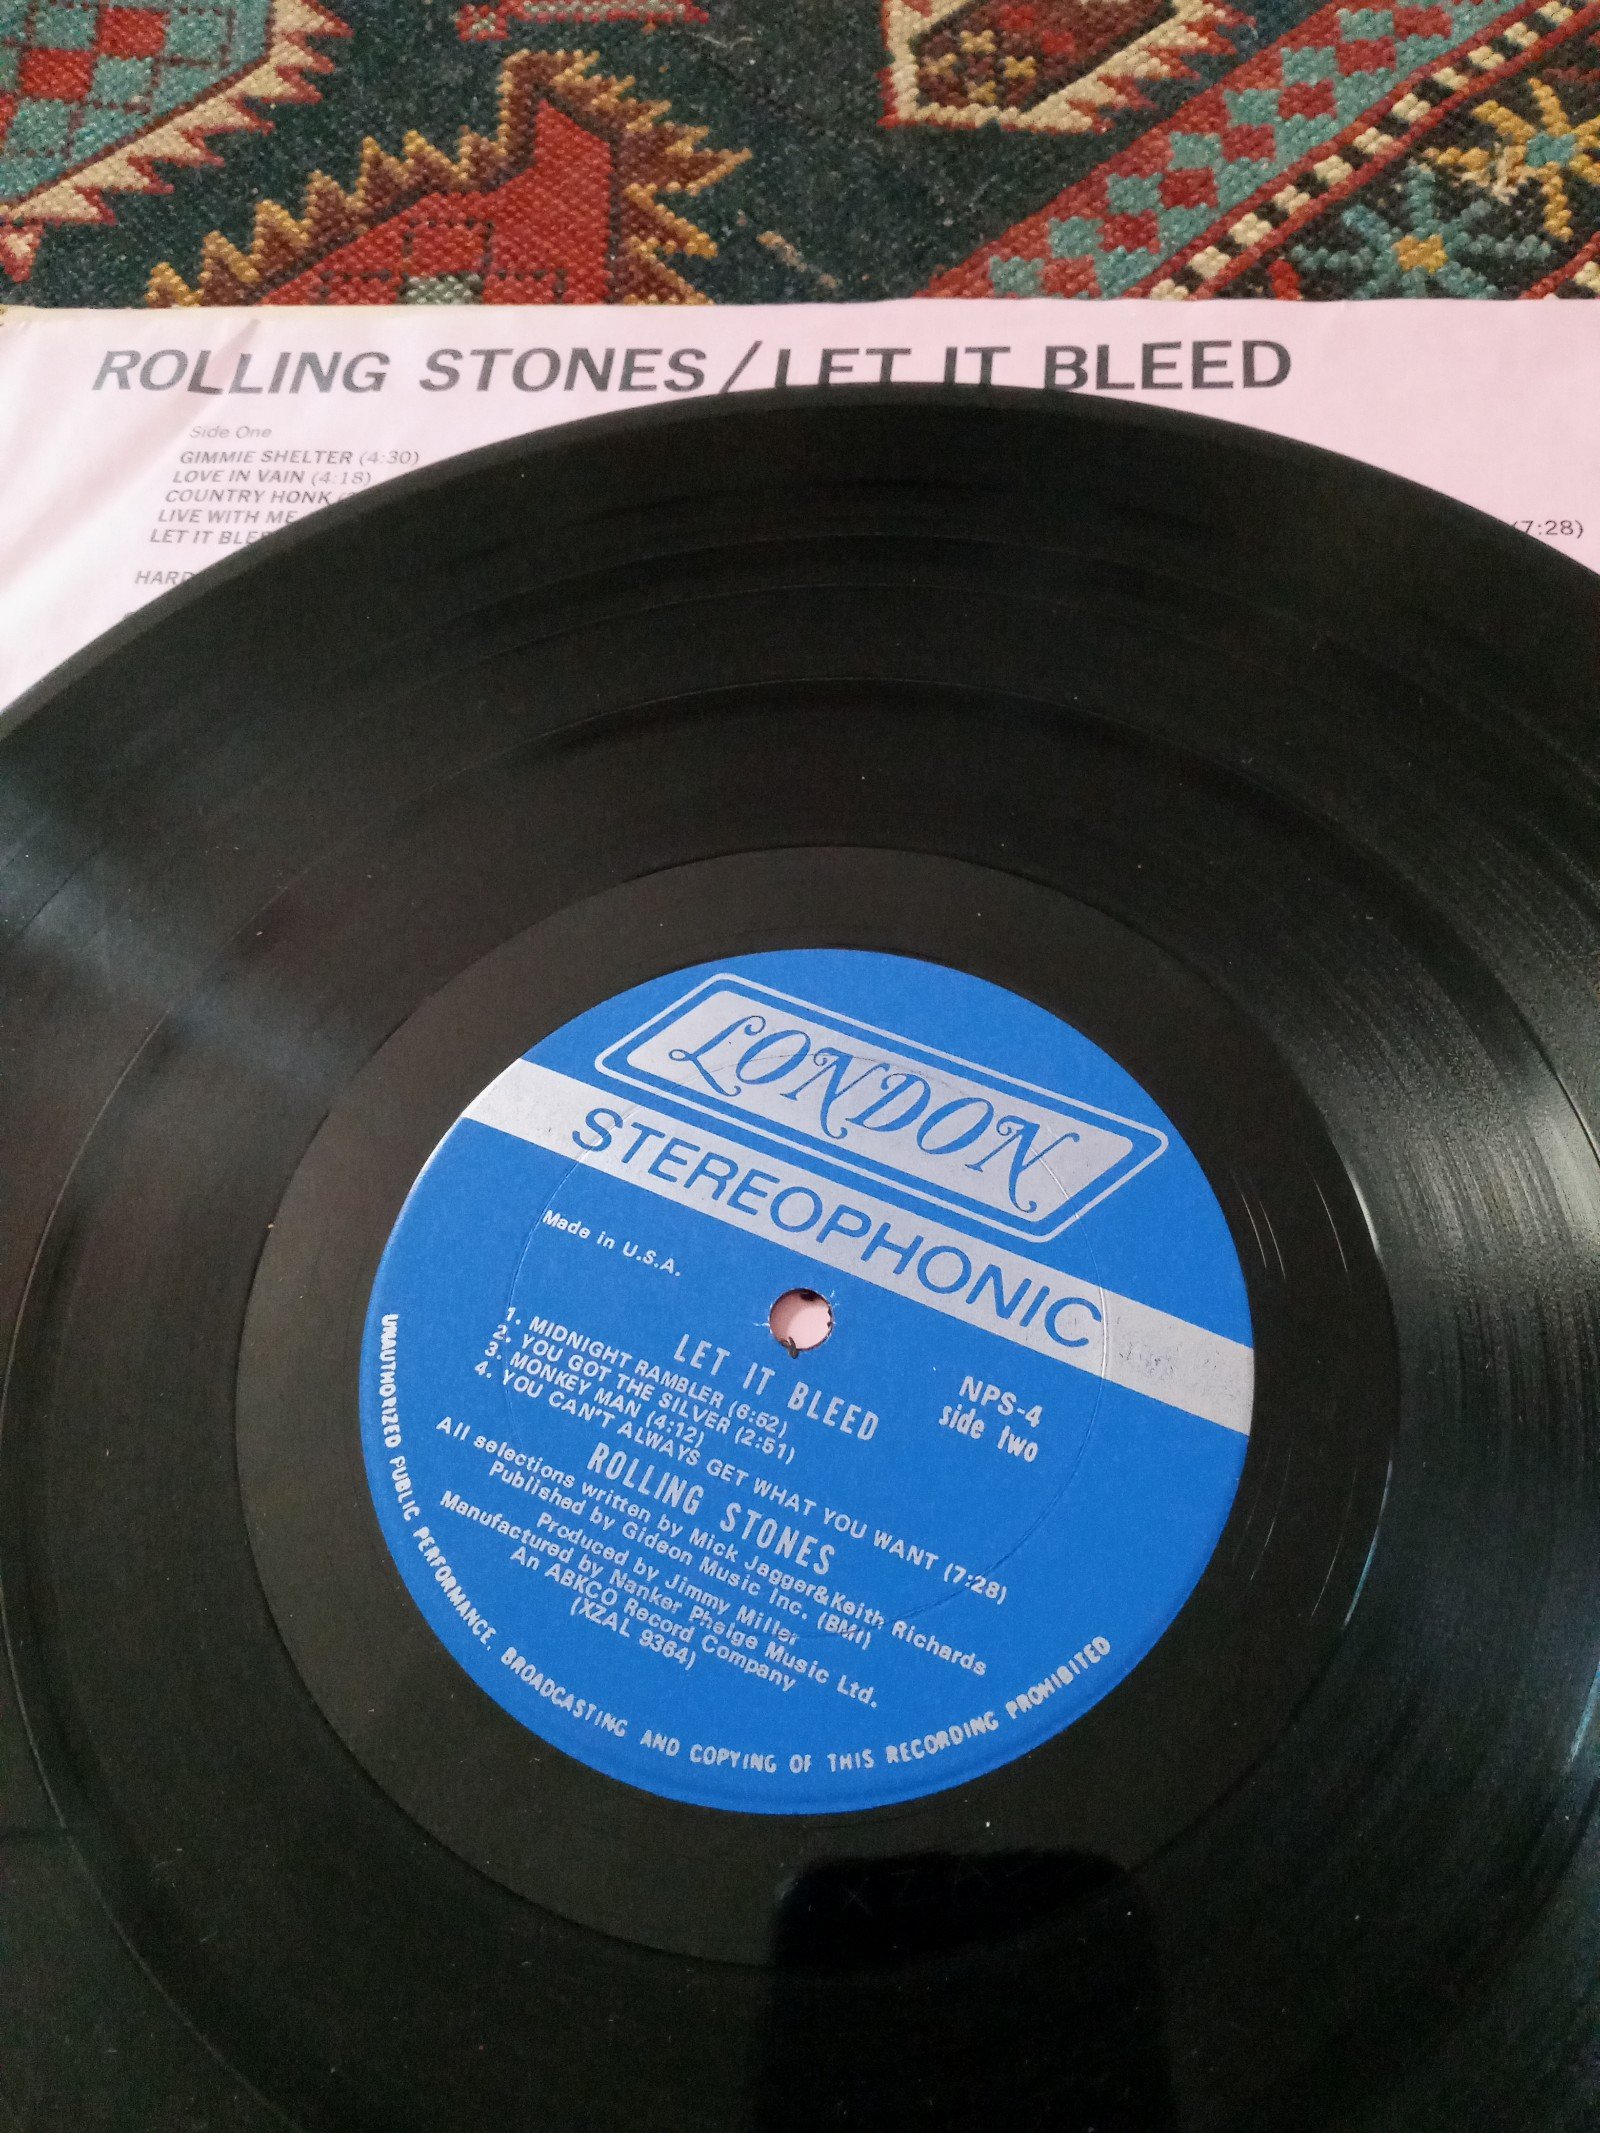 ROLLING STONES/LET IT BLEED
Side One
GIMMIE SHELTER (4:30)
LOVE IN VAIN (4:18)
COUNTRY HONK
LIVE WITH ME
LET IT BLEE
HARD
(7:28)
LONDON
STEREOPHONIC
Made in U.S.A.
LET IT BLEED
NPS-4
side two
1. MIDNIGHT RAMBLER (6:52)
2. YOU GOT THE SILVER (2:51)
3. MONKEY MAN (4:12)
4. YOU CAN'T ALWAYS GET WHAT YOU WANT (7:28)
ROLLING STONES
All selections written by Mick Jagger&Keith Richards
Published by Gideon Music Inc. (BMI)
Produced by Jimmy Miller
Manufactured by Nanker Phelge Music Ltd.
An ABKCO Record Company
(XZAL 9364)
UNAUTHORIZED PUBLIC PERFORMANCE, BROADCASTING AND COPYING OF THIS RECORDING PROHIBITED